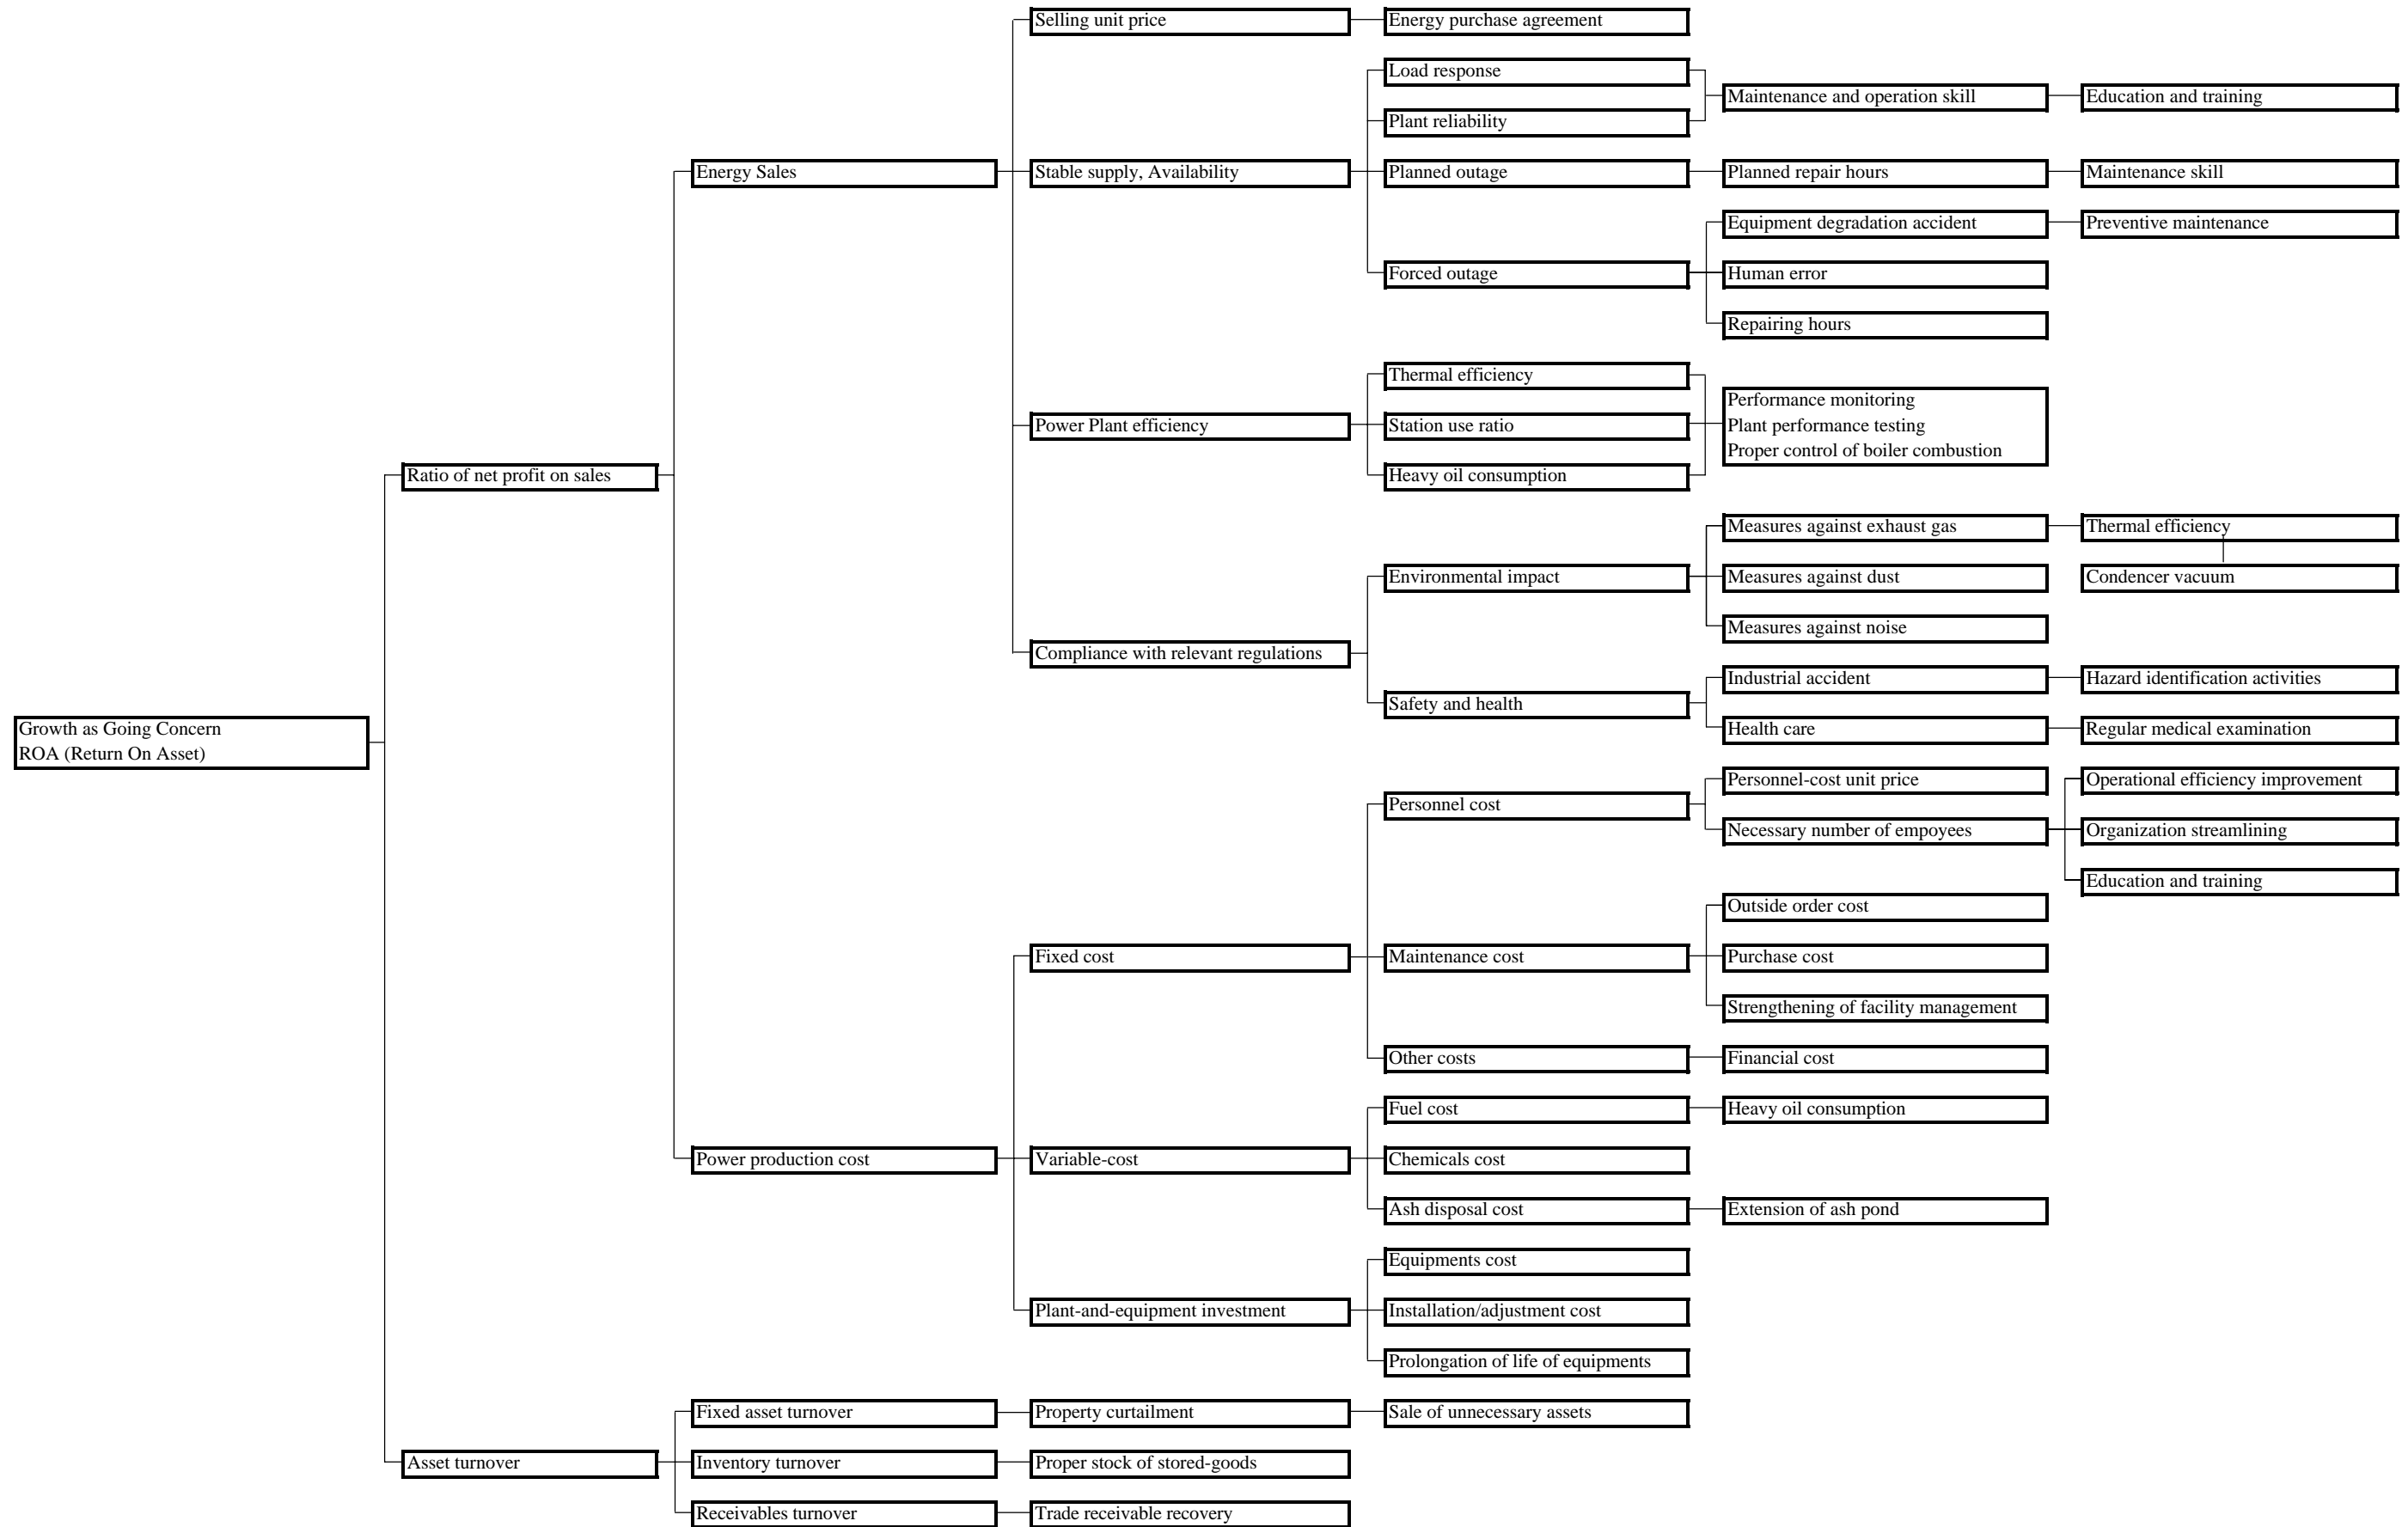 Selling unit price
Energy purchase agreement
Load response
Maintenance and operation skill
Education and training
Plant reliability
Energy Sales
Stable supply, Availability
Planned outage
Planned repair hours
Maintenance skill
Equipment degradation accident
Preventive maintenance
Forced outage
Human error
Repairing hours
Thermal efficiency
Performance monitoring
Plant performance testing
Proper control of boiler combustion
Power Plant efficiency
Station use ratio
Heavy oil consumption
Ratio of net profit on sales
Measures against exhaust gas
Thermal efficiency
Environmental impact
Measures against dust
Condencer vacuum
Measures against noise
Compliance with relevant regulations
Industrial accident
Hazard identification activities
Safety and health
Health care
Regular medical examination
Growth as Going Concern
ROA (Return On Asset)
Personnel-cost unit price
Operational efficiency improvement
Personnel cost
Necessary number of empoyees
Organization streamlining
Education and training
Outside order cost
Fixed cost
Maintenance cost
Purchase cost
Strengthening of facility management
Other costs
Financial cost
Fuel cost
Heavy oil consumption
Power production cost
Variable-cost
Chemicals cost
Ash disposal cost
Extension of ash pond
Equipments cost
Plant-and-equipment investment
Installation/adjustment cost
Prolongation of life of equipments
Fixed asset turnover
Property curtailment
Sale of unnecessary assets
Asset turnover
Inventory turnover
Proper stock of stored-goods
Receivables turnover
Trade receivable recovery